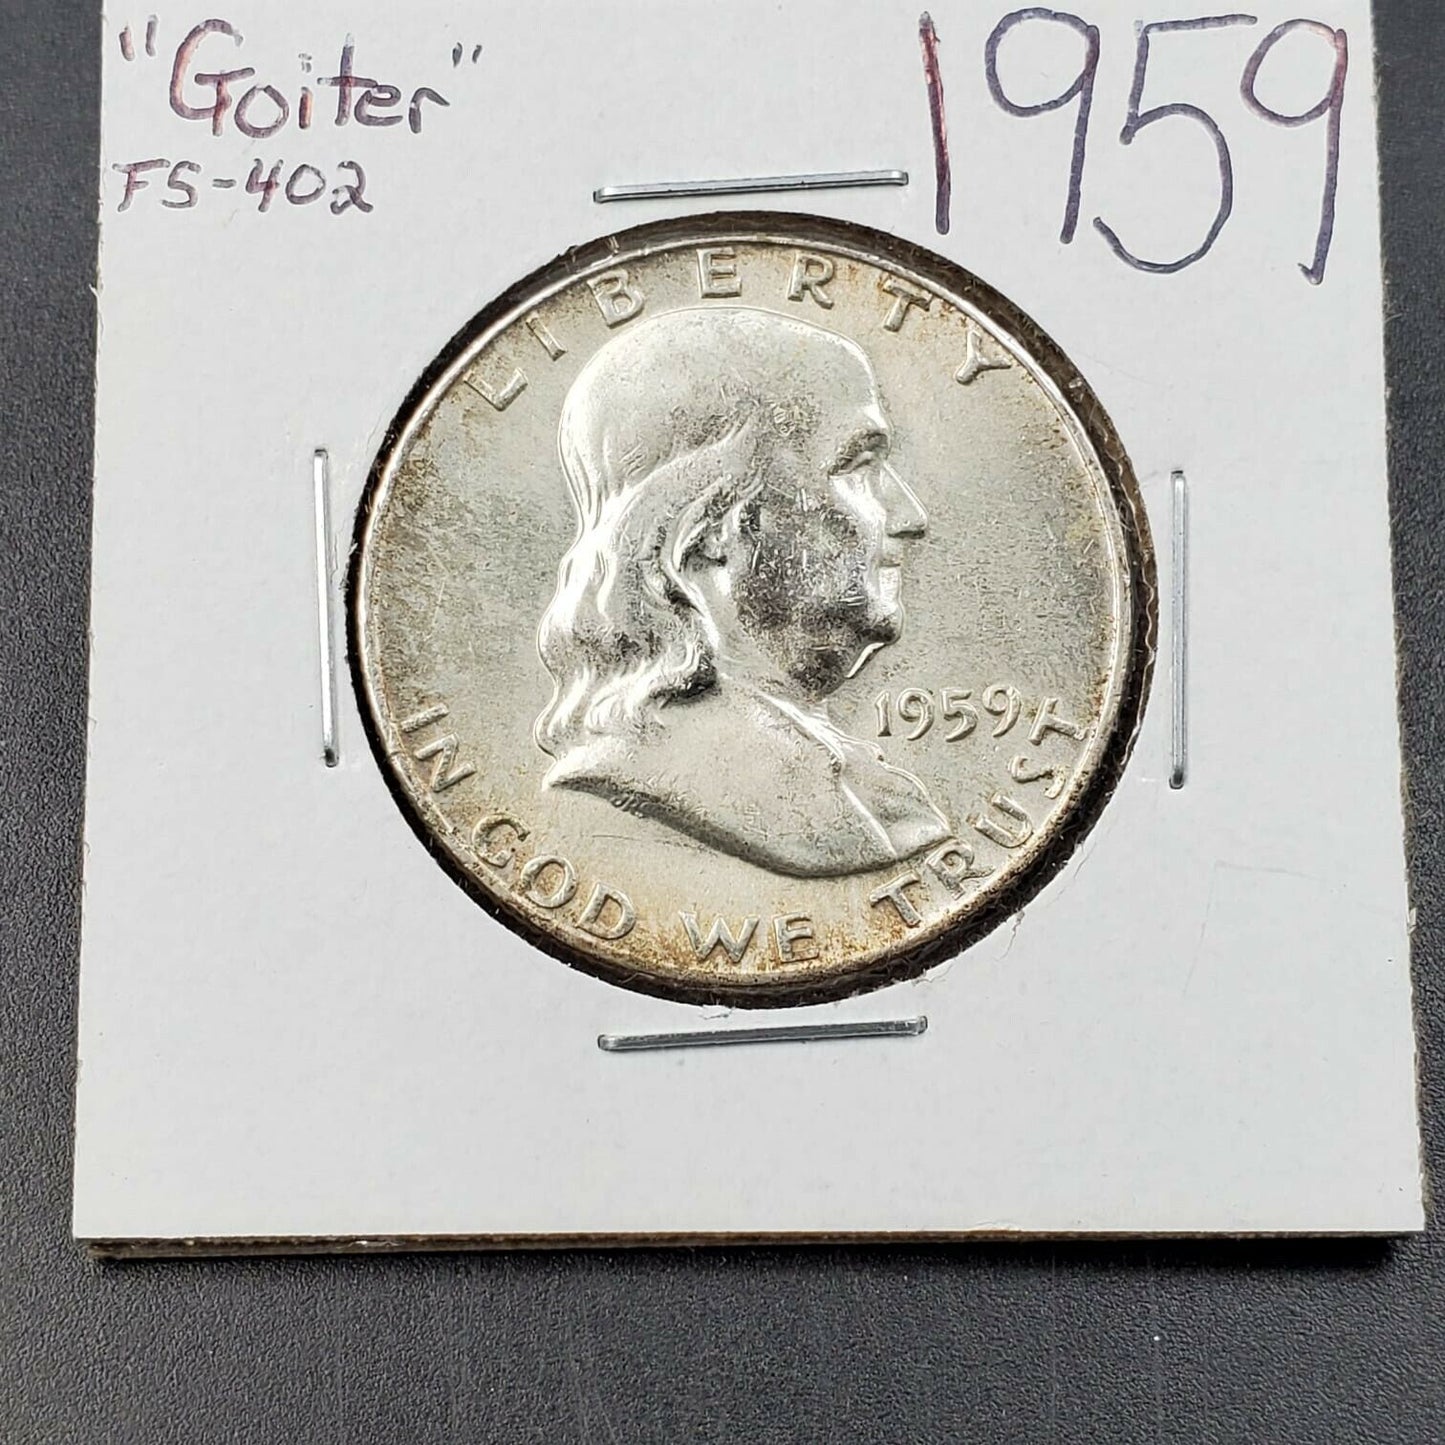 "Goiter"
FS-402
1959
LIBERTY
1959
IN GOD WE TRUST